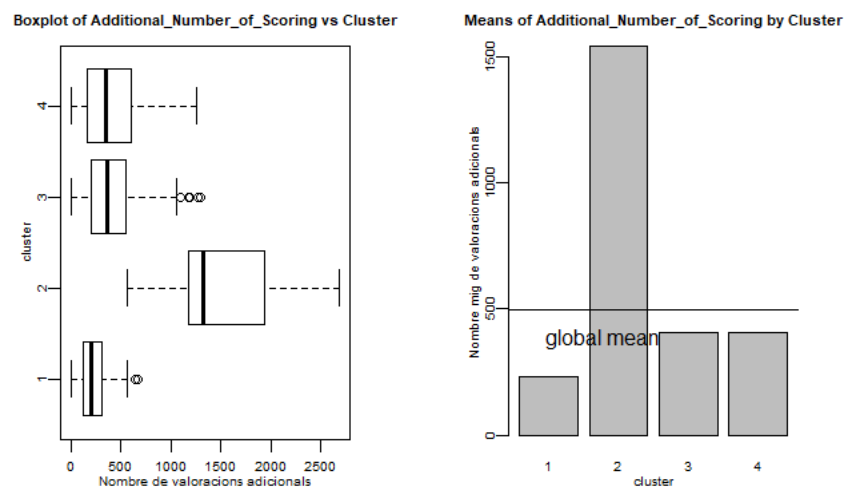 Boxplot of Additional_Number_of_Scoring vs Cluster
cluster
4
3
2
1
0 500 1000 1500 2000 2500
Nombre de valoracions adicionals
Means of Additional_Number_of_Scoring by Cluster
Nombre mig de valoracions adicionals
1500
1000
500
0
global mean
1 2 3 4
cluster